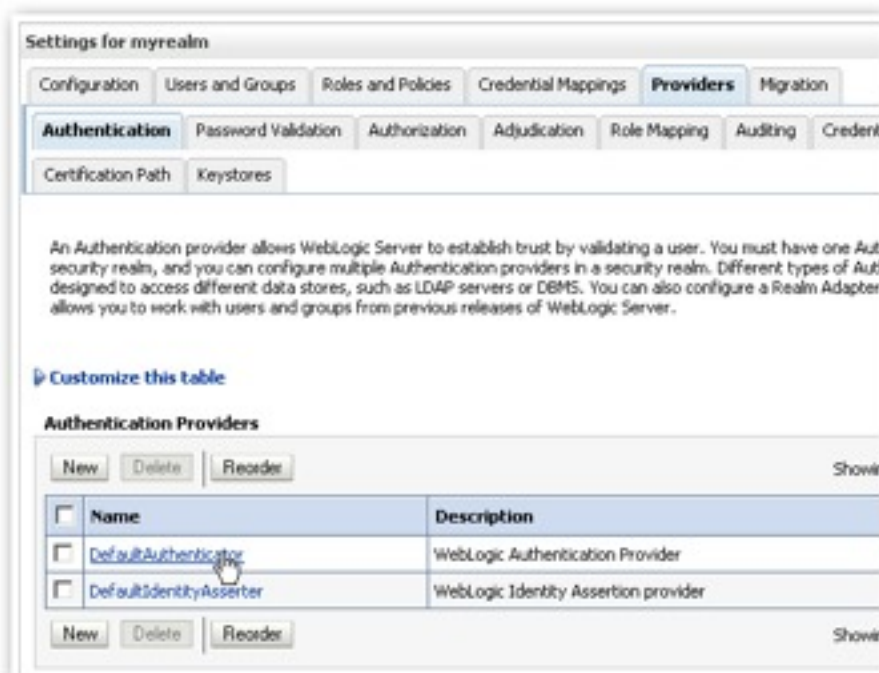 Settings for myrealm
Configuration Users and Groups Roles and Policies Credential Mappings Providers Migration
Authentication Password Validation Authorization Adjudication Role Mapping Auditing Credent
Certification Path Keystores
An Authentication provider allows WebLogic Server to establish trust by validating a user. You must have one Aut
security realm, and you can configure multiple Authentication providers in a security realm. Different types of Aut
designed to access different data stores, such as LDAP servers or DBMS. You can also configure a Realm Adapter
allows you to work with users and groups from previous releases of WebLogic Server.
Customize this table
Authentication Providers
New Delete Reorder Showin
Name Description
DefaultAuthenticator WebLogic Authentication Provider
DefaultIdentityAsserter WebLogic Identity Assertion provider
New Delete Reorder Showin